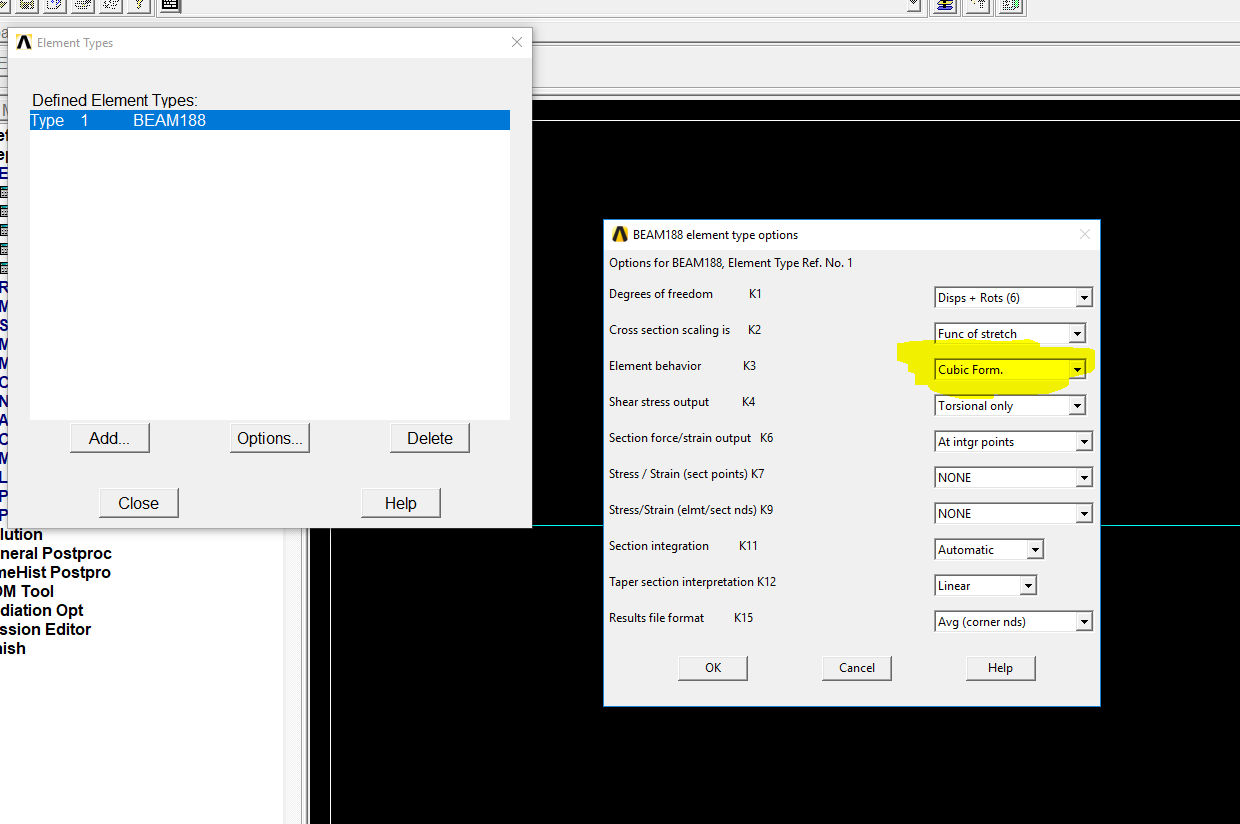 Element Types
Defined Element Types:
Type 1 BEAM188
Add...
Options...
Delete
Close
Help
lution
neral Postproc
meHist Postpro
OM Tool
diation Opt
ssion Editor
nish
BEAM188 element type options
Options for BEAM188, Element Type Ref. No. 1
Degrees of freedom K1 Disps + Rots (6)
Cross section scaling is K2 Func of stretch
Element behavior K3 Cubic Form.
Shear stress output K4 Torsional only
Section force/strain output K6 At intgr points
Stress / Strain (sect points) K7 NONE
Stress/Strain (elmt/sect nds) K9 NONE
Section integration K11 Automatic
Taper section interpretation K12 Linear
Results file format K15 Avg (corner nds)
OK
Cancel
Help